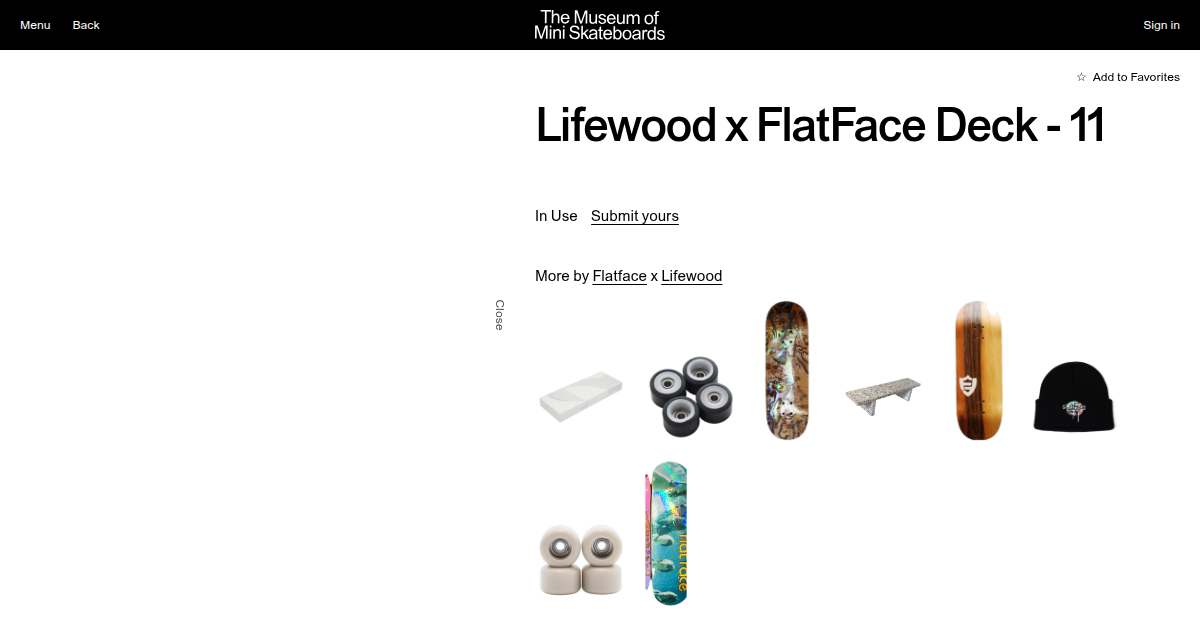 Menu
Back
The Museum of
Mini Skateboards
Sign in
☆ Add to Favorites
Lifewood x FlatFace Deck - 11
In Use
Submit yours
More by Flatface x Lifewood
Close
flatface